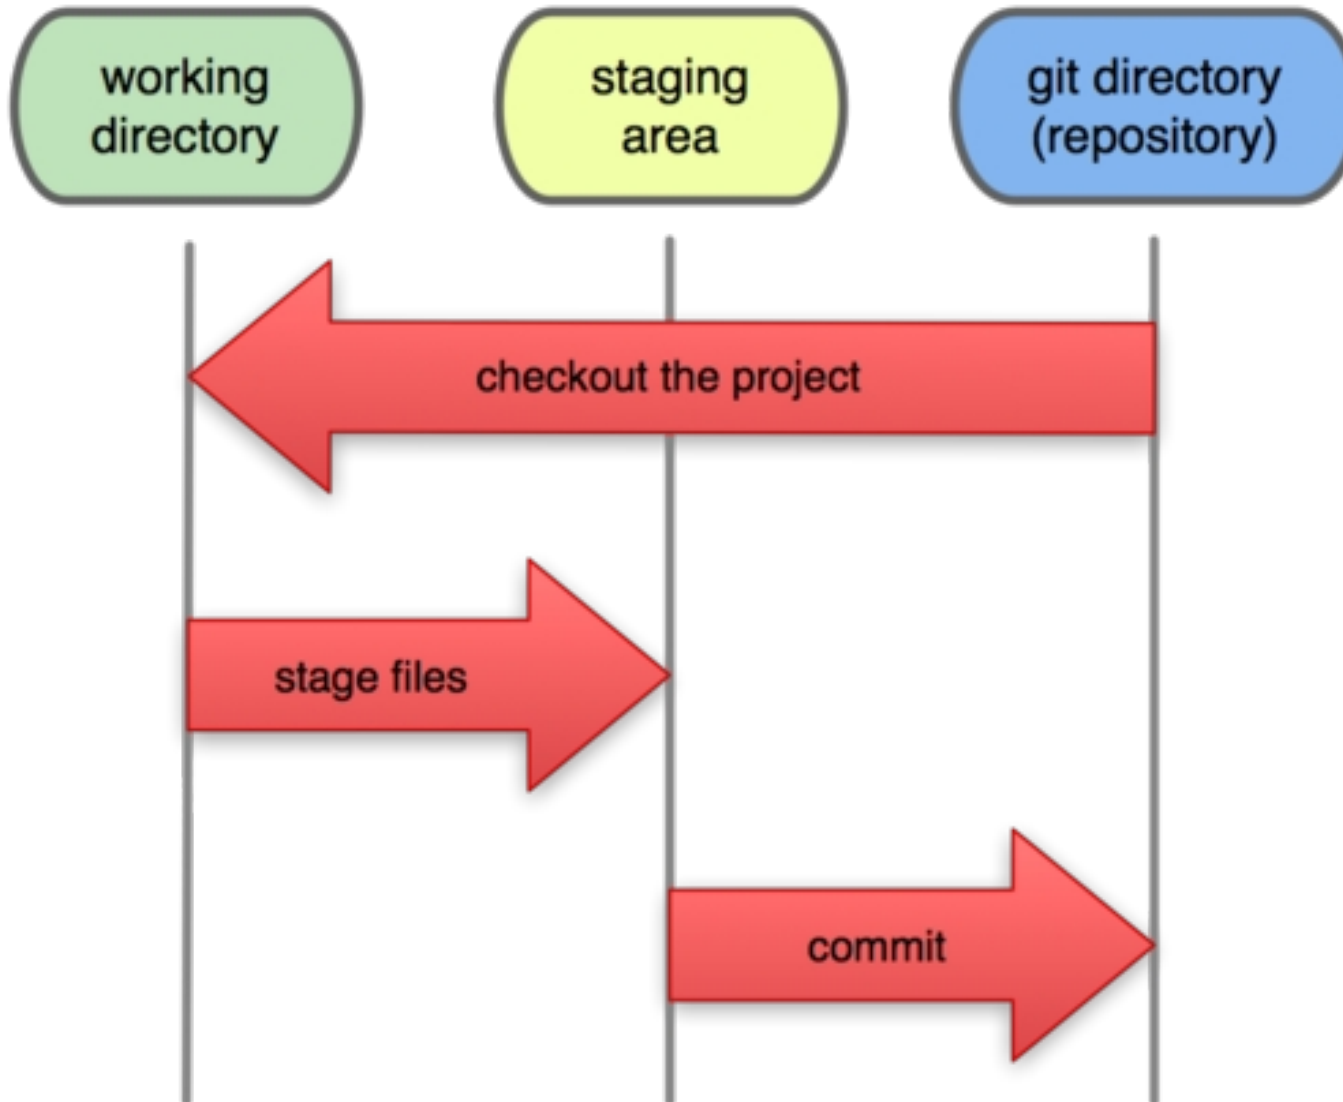 working
directory
staging
area
git directory
(repository)
checkout the project
stage files
commit